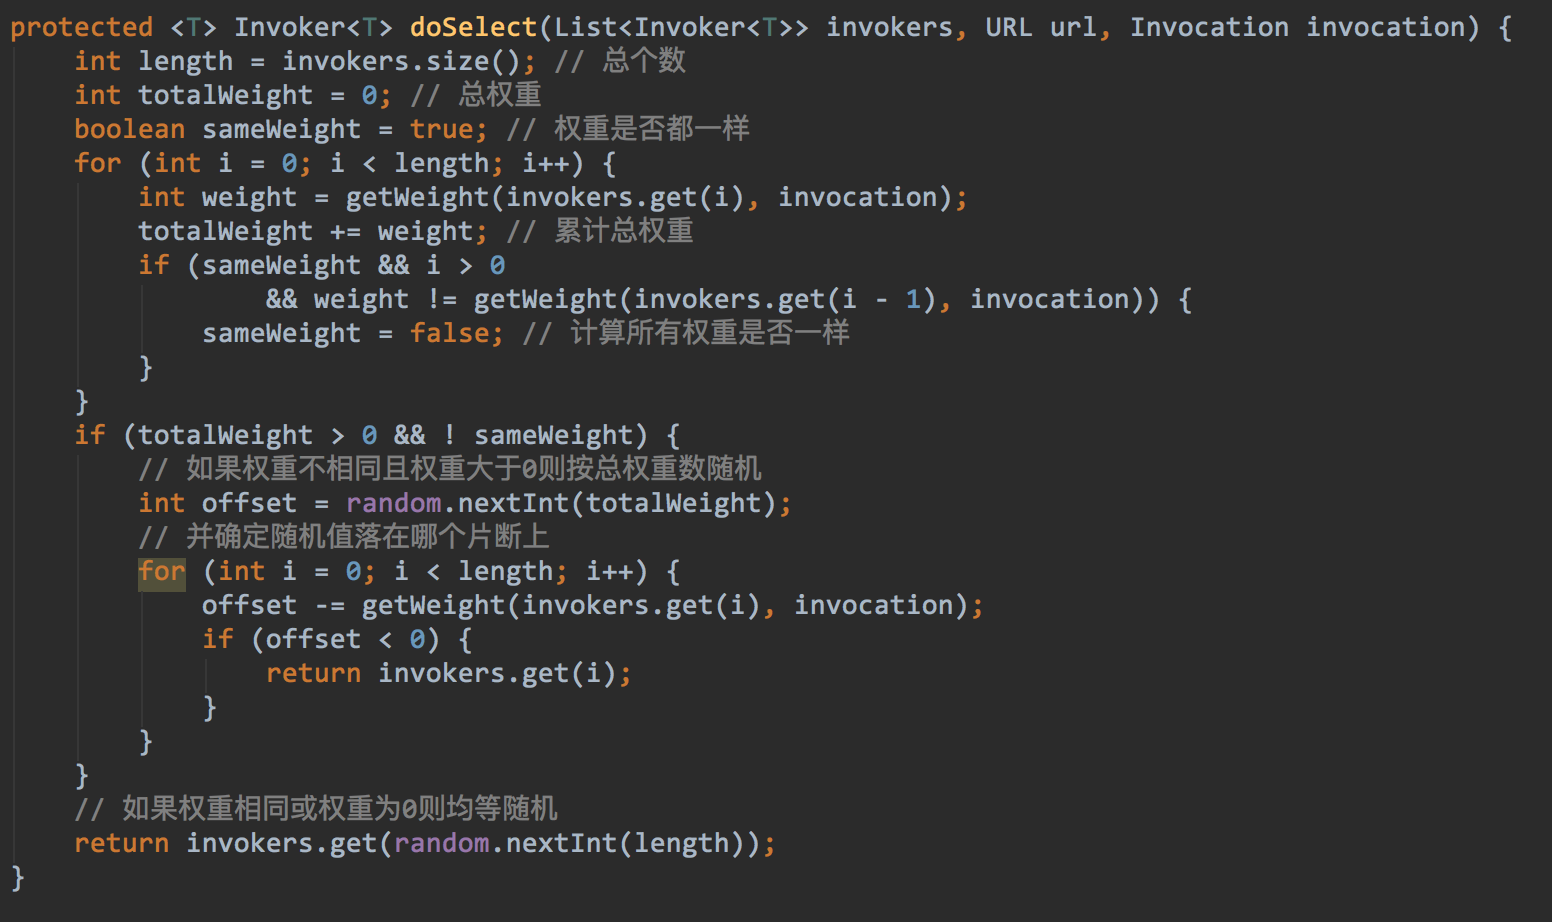 protected <T> Invoker<T> doSelect(List<Invoker<T>> invokers, URL url, Invocation invocation) {
    int length = invokers.size(); // 总个数
    int totalWeight = 0; // 总权重
    boolean sameWeight = true; // 权重是否都一样
    for (int i = 0; i < length; i++) {
        int weight = getWeight(invokers.get(i), invocation);
        totalWeight += weight; // 累计总权重
        if (sameWeight && i > 0
                && weight != getWeight(invokers.get(i - 1), invocation)) {
            sameWeight = false; // 计算所有权重是否一样
        }
    }
    if (totalWeight > 0 && ! sameWeight) {
        // 如果权重不相同且权重大于0则按总权重数随机
        int offset = random.nextInt(totalWeight);
        // 并确定随机值落在哪个片断上
        for (int i = 0; i < length; i++) {
            offset -= getWeight(invokers.get(i), invocation);
            if (offset < 0) {
                return invokers.get(i);
            }
        }
    }
    // 如果权重相同或权重为0则均等随机
    return invokers.get(random.nextInt(length));
}